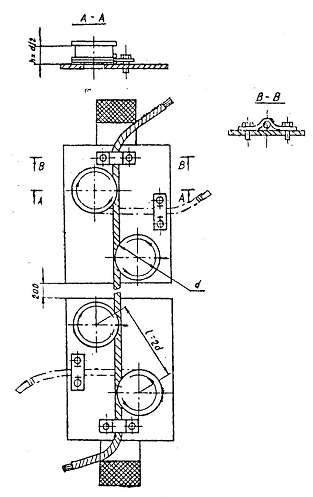 A - A
h = d/2
B - B
B
B
A
A
d
200
l = 2d